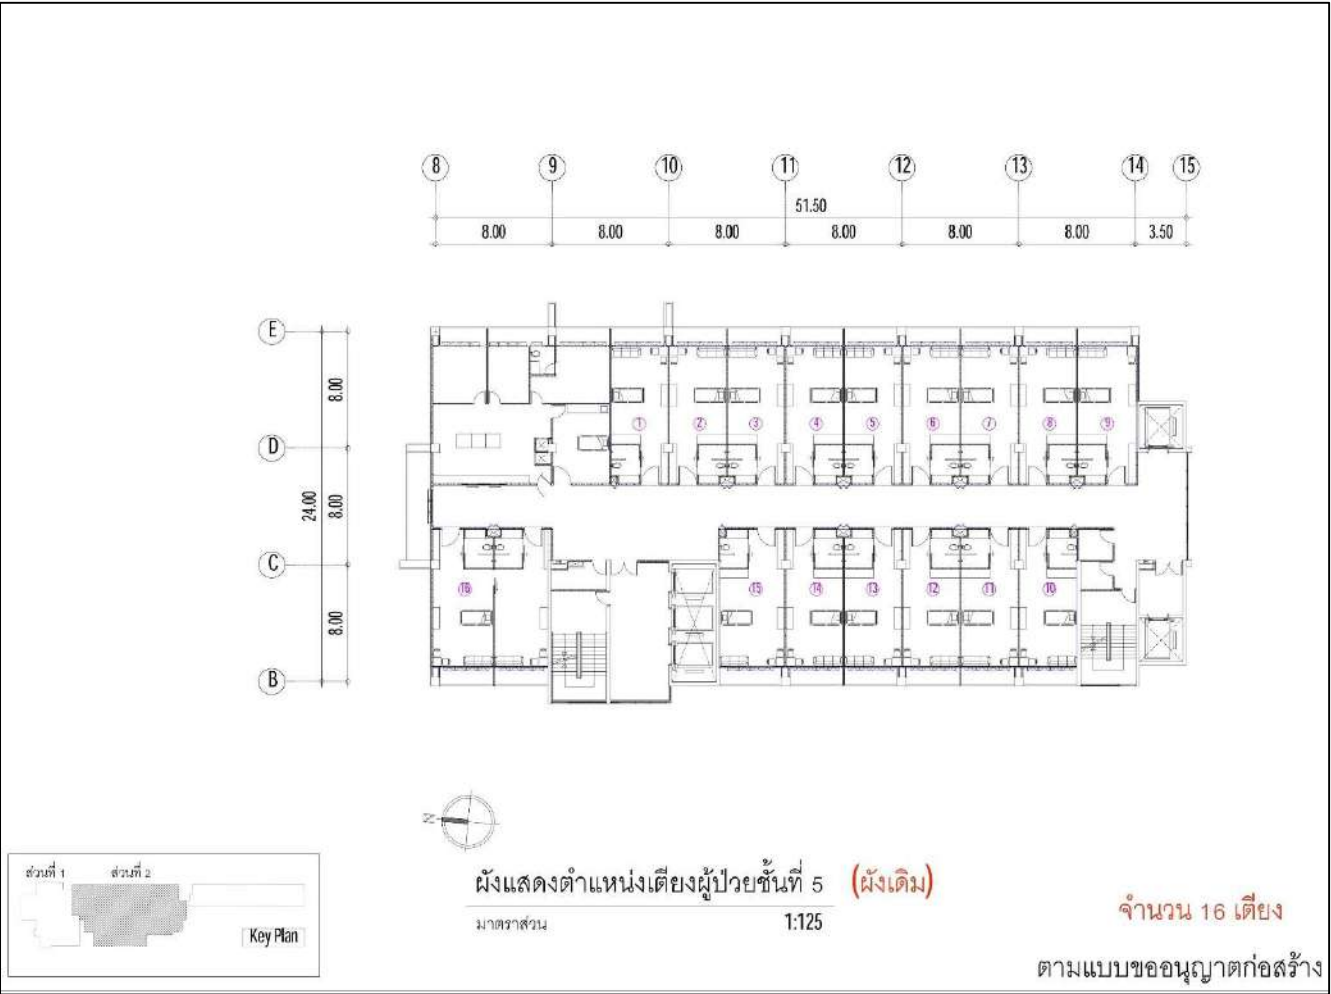 8 9 10 11 12 13 14 15
51.50
8.00 8.00 8.00 8.00 8.00 8.00 3.50
E
8.00
1 2 3 4 5 6 7 8 9
D
24.00 8.00
C
16 15 14 13 12 11 10
8.00
B
N
ผังแสดงตำแหน่งเตียงผู้ป่วยชั้นที่ 5 (ผังเดิม)
มาตราส่วน 1:125
ส่วนที่ 1 ส่วนที่ 2
Key Plan
จำนวน 16 เตียง
ตามแบบขออนุญาตก่อสร้าง